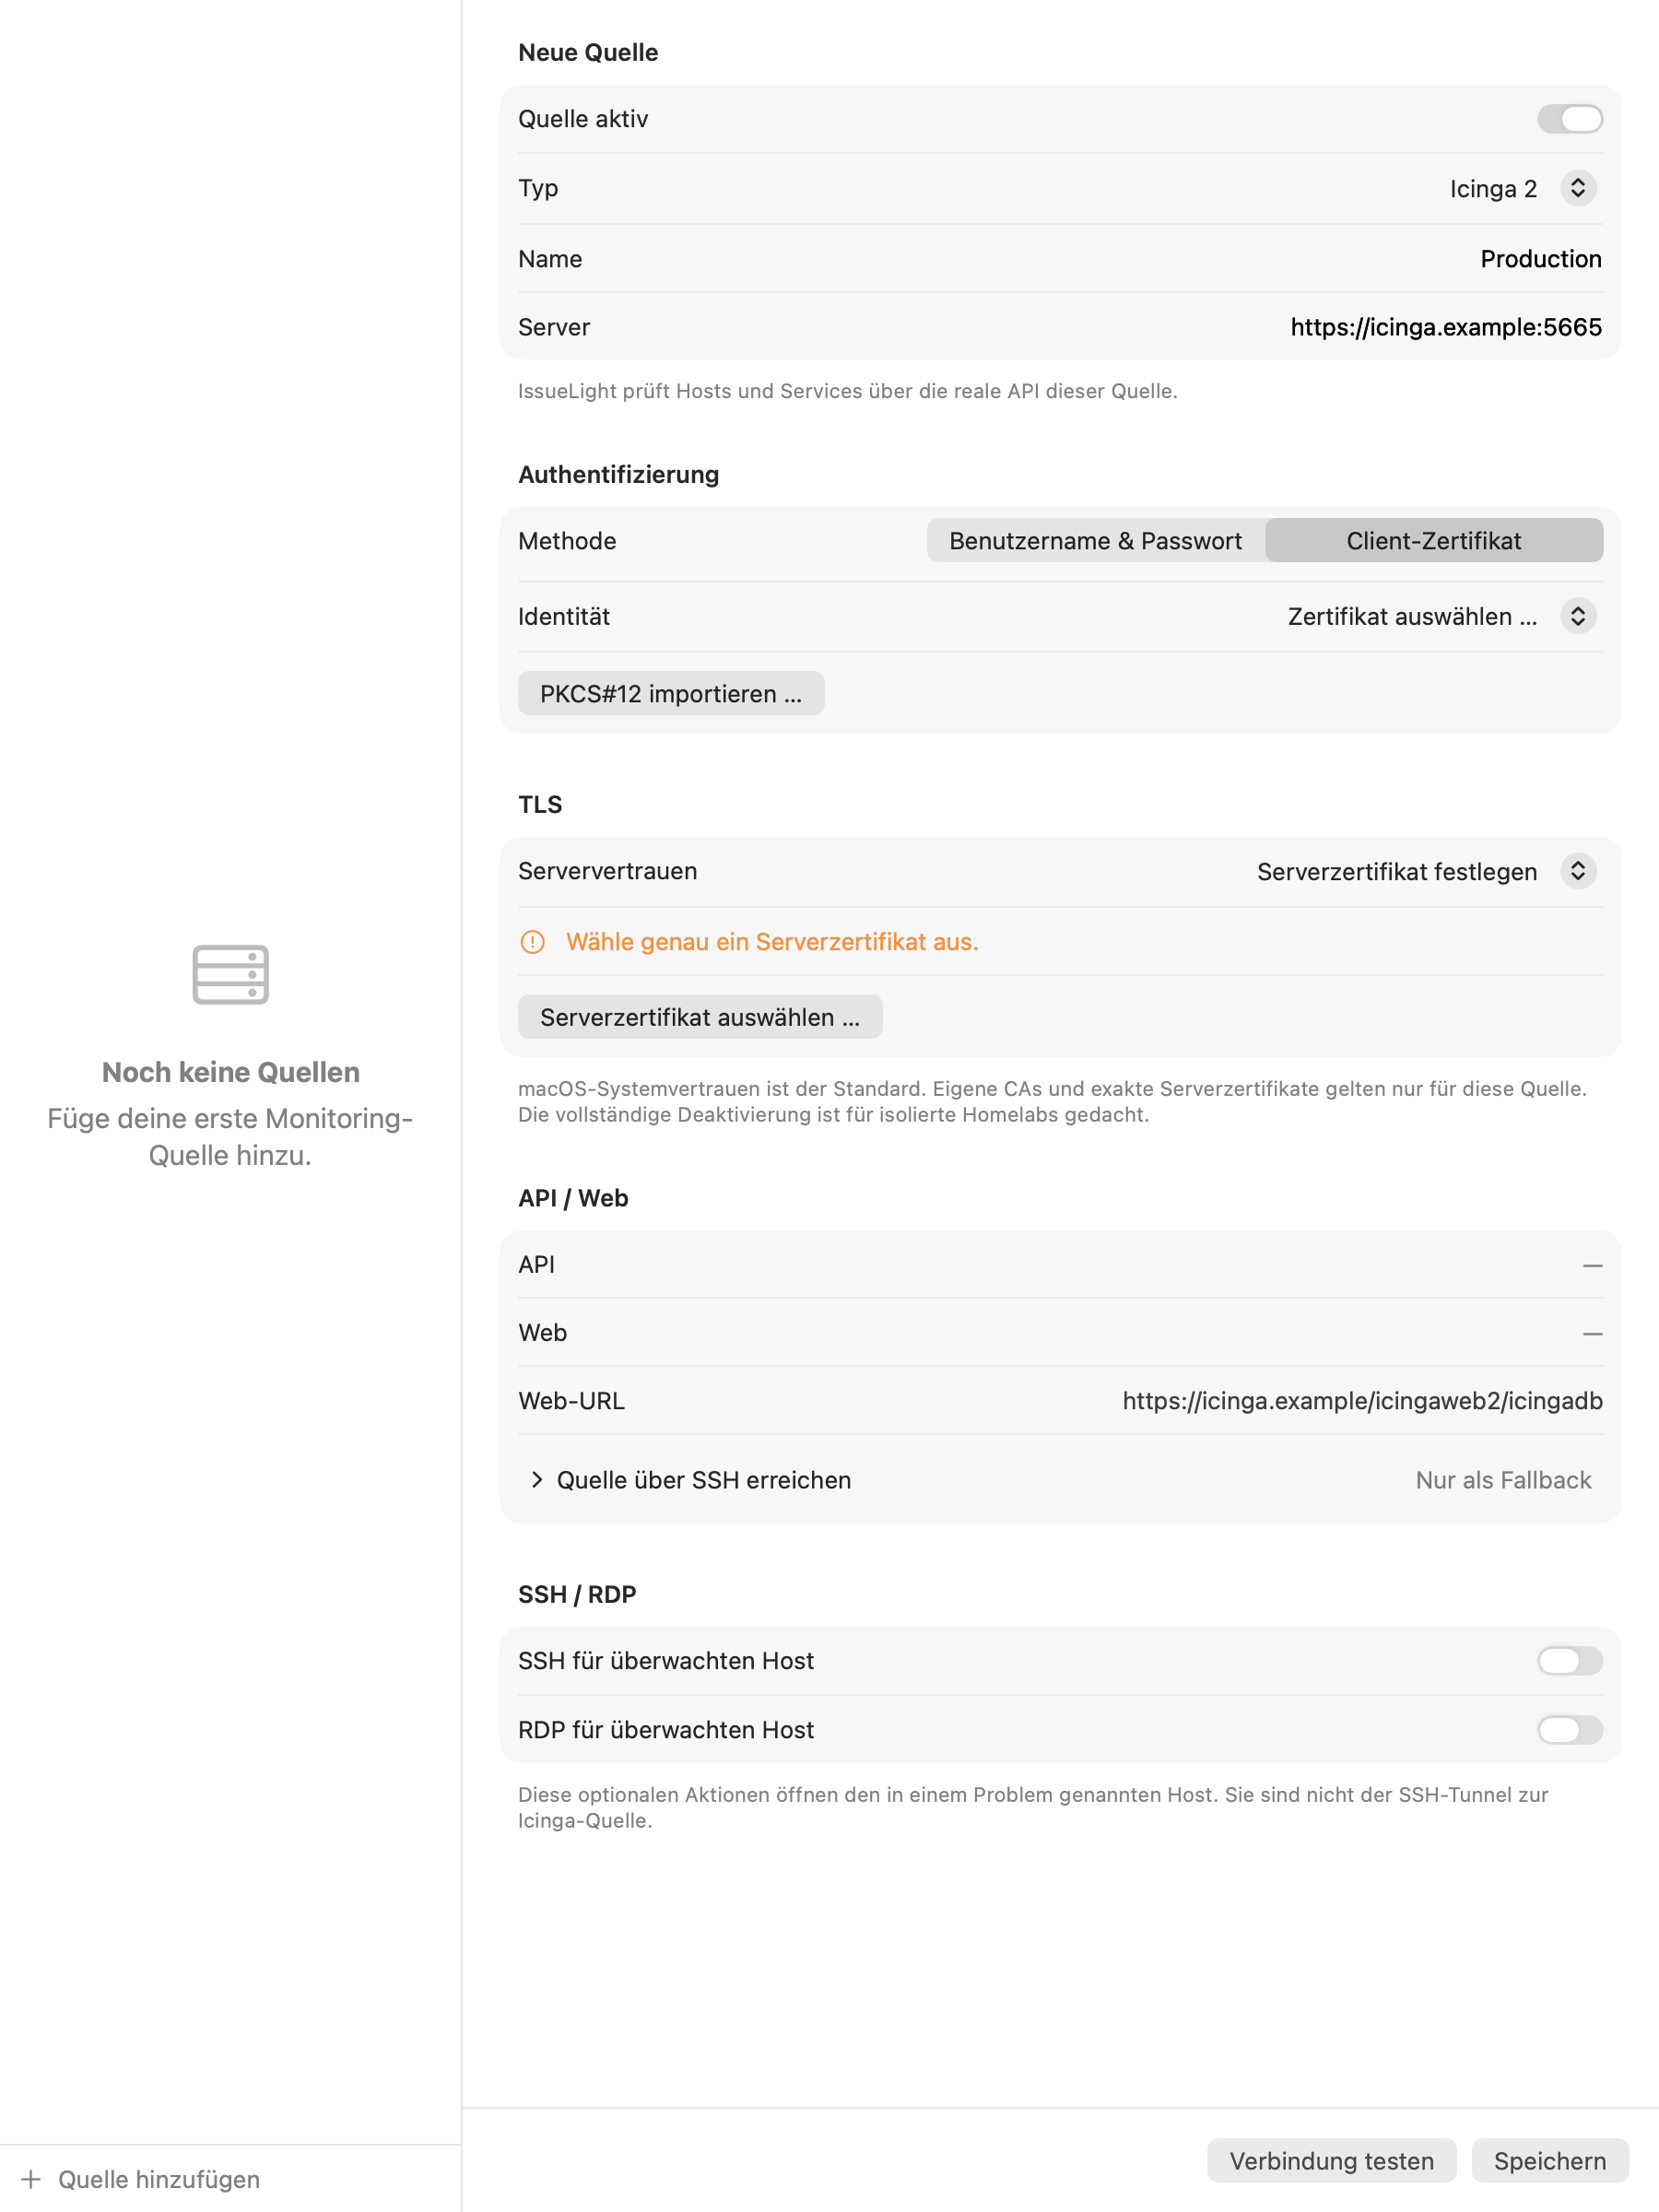 Noch keine Quellen
Füge deine erste Monitoring-
Quelle hinzu.
Quelle hinzufügen
Neue Quelle
Quelle aktiv
Typ Icinga 2
Name Production
Server https://icinga.example:5665
IssueLight prüft Hosts und Services über die reale API dieser Quelle.
Authentifizierung
Methode Benutzername & Passwort Client-Zertifikat
Identität Zertifikat auswählen ...
PKCS#12 importieren ...
TLS
Serververtrauen Serverzertifikat festlegen
Wähle genau ein Serverzertifikat aus.
Serverzertifikat auswählen ...
macOS-Systemvertrauen ist der Standard. Eigene CAs und exakte Serverzertifikate gelten nur für diese Quelle.
Die vollständige Deaktivierung ist für isolierte Homelabs gedacht.
API / Web
API —
Web —
Web-URL https://icinga.example/icingaweb2/icingadb
Quelle über SSH erreichen Nur als Fallback
SSH / RDP
SSH für überwachten Host
RDP für überwachten Host
Diese optionalen Aktionen öffnen den in einem Problem genannten Host. Sie sind nicht der SSH-Tunnel zur
Icinga-Quelle.
Verbindung testen Speichern